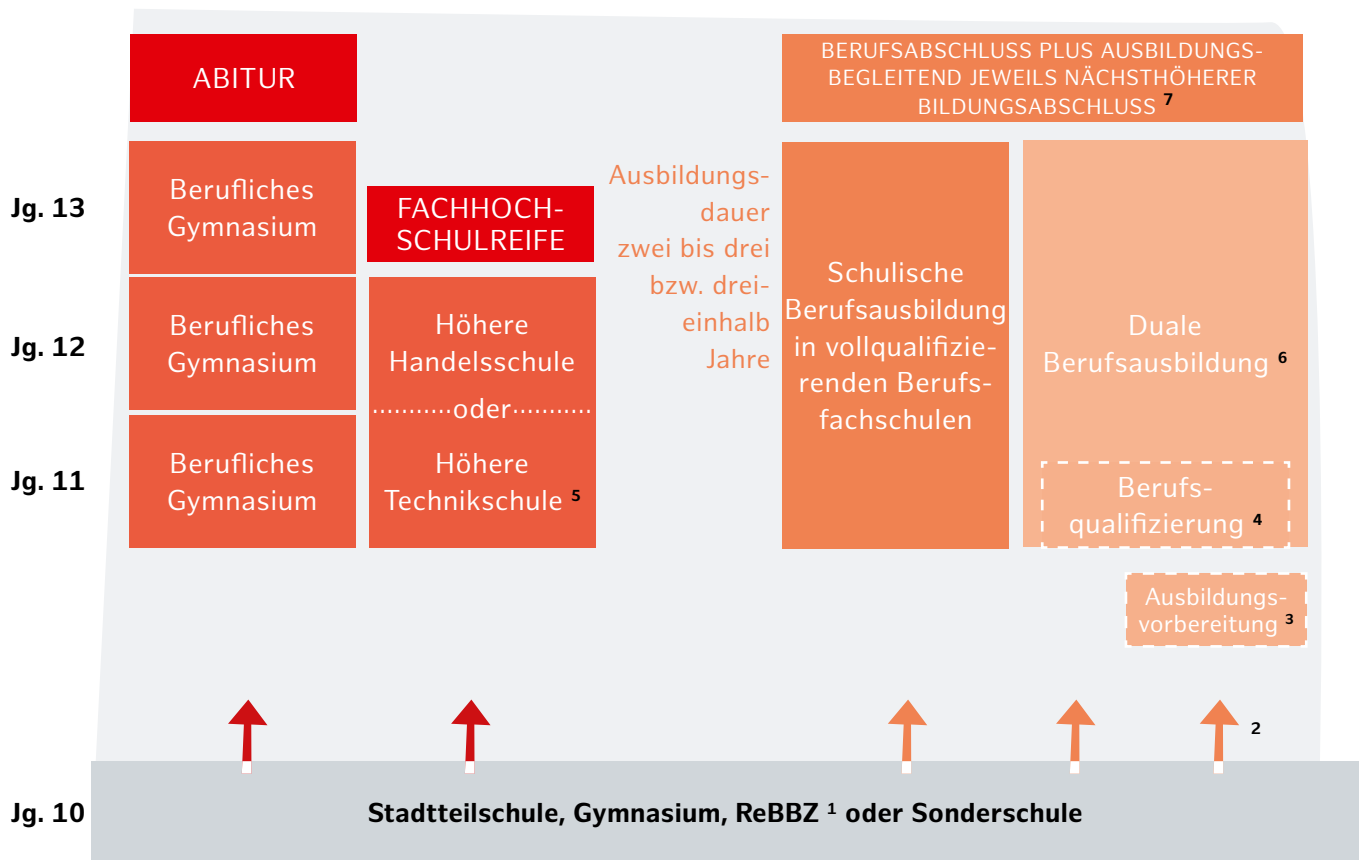 ABITUR
BERUFSABSCHLUSS PLUS AUSBILDUNGS-
BEGLEITEND JEWEILS NÄCHSTHÖHERER
BILDUNGSABSCHLUSS 7
Jg. 13
Berufliches
Gymnasium
FACHHOCH-
SCHULREIFE
Ausbildungs-
dauer
zwei bis drei
bzw. drei-
einhalb
Jahre
Schulische
Berufsausbildung
in vollqualifizie-
renden Berufs-
fachschulen
Duale
Berufsausbildung 6
Jg. 12
Berufliches
Gymnasium
Höhere
Handelsschule
...........oder...........
Jg. 11
Berufliches
Gymnasium
Höhere
Technikschule 5
Berufs-
qualifizierung 4
Ausbildungs-
vorbereitung 3
2
Jg. 10
Stadtteilschule, Gymnasium, ReBBZ 1 oder Sonderschule